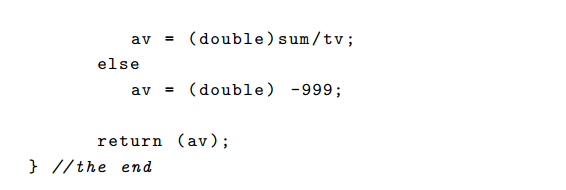 av = (double)sum/tv;
else
av = (double) -999;
return (av);
} //the end